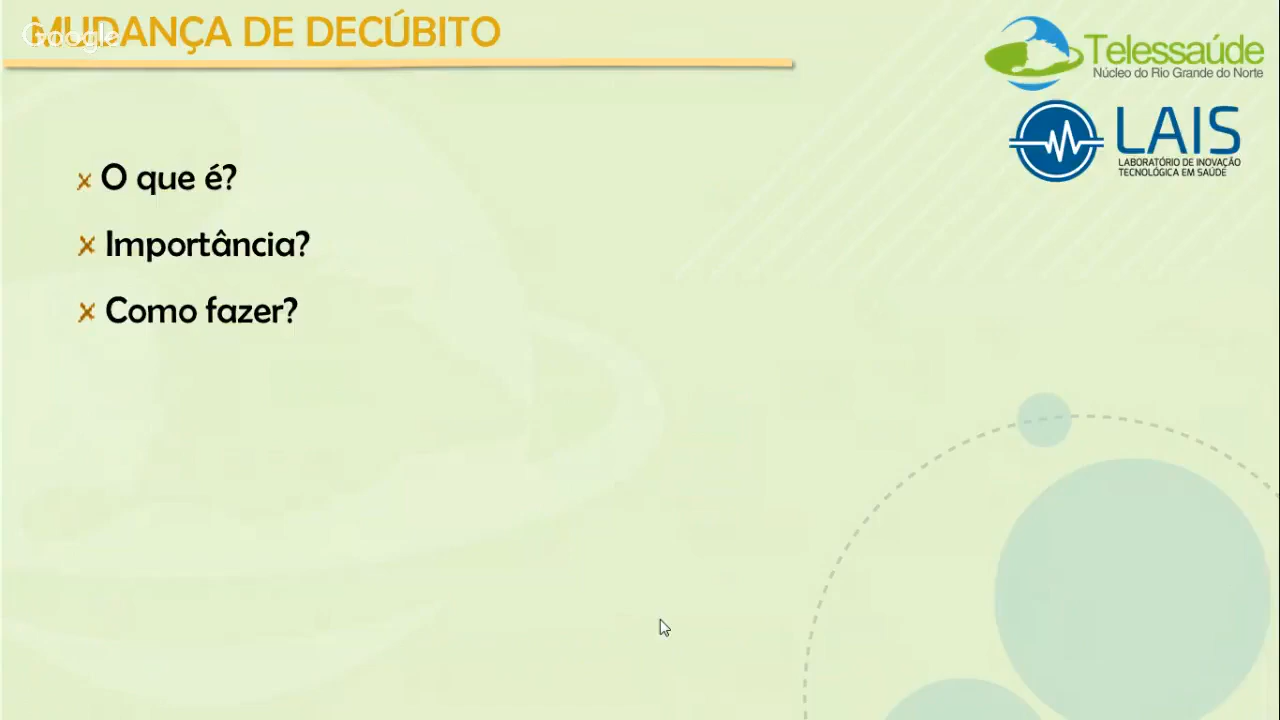 MUDANÇA DE DECÚBITO
Google
Telessaúde
Núcleo do Rio Grande do Norte
LAIS
LABORATÓRIO DE INOVAÇÃO
TECNOLÓGICA EM SAÚDE
O que é?
Importância?
Como fazer?